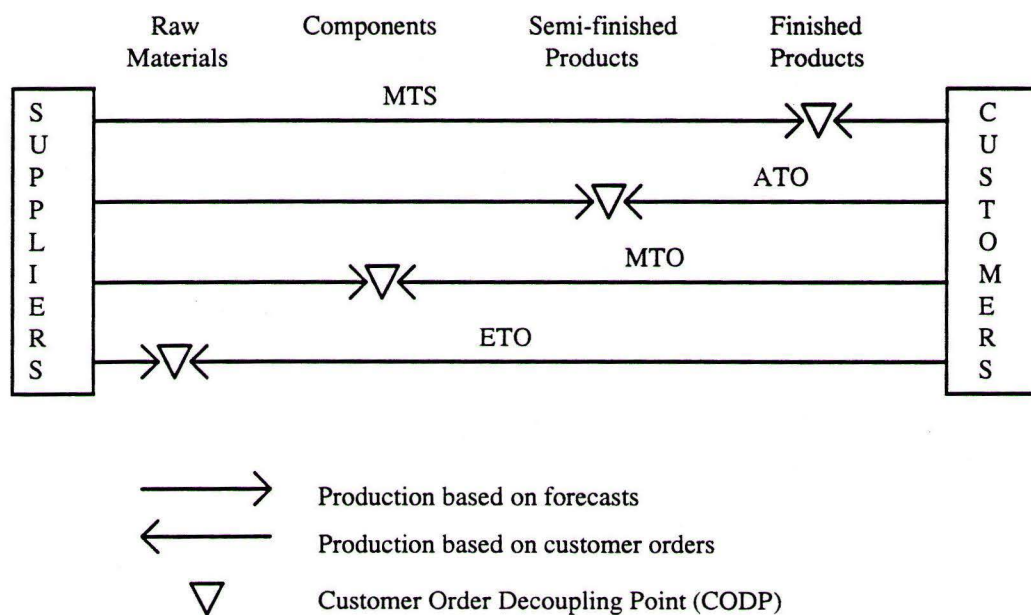 Raw
Materials
Components
Semi-finished
Products
Finished
Products
SUPPLIERS
MTS
ATO
MTO
ETO
CUSTOMERS
Production based on forecasts
Production based on customer orders
Customer Order Decoupling Point (CODP)